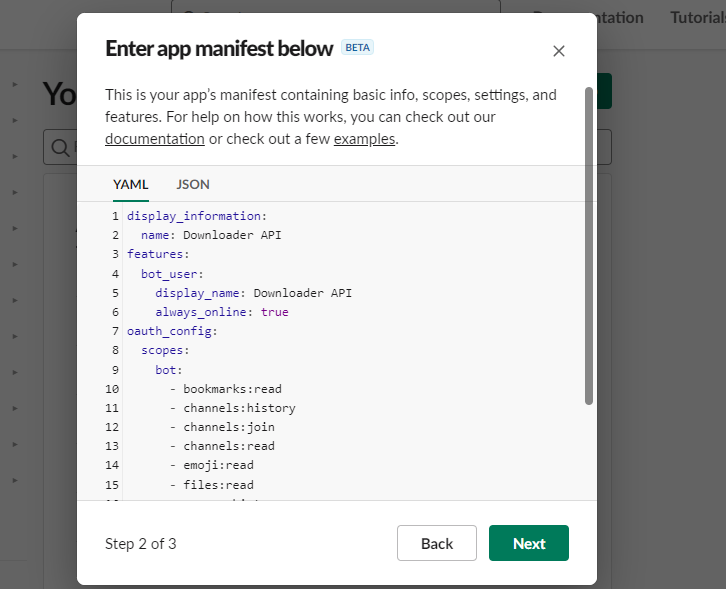 Enter app manifest below BETA
This is your app's manifest containing basic info, scopes, settings, and
features. For help on how this works, you can check out our
documentation or check out a few examples.
YAML JSON
1 display_information:
2 name: Downloader API
3 features:
4 bot_user:
5 display_name: Downloader API
6 always_online: true
7 oauth_config:
8 scopes:
9 bot:
10 - bookmarks:read
11 - channels:history
12 - channels:join
13 - channels:read
14 - emoji:read
15 - files:read
Step 2 of 3
Back
Next